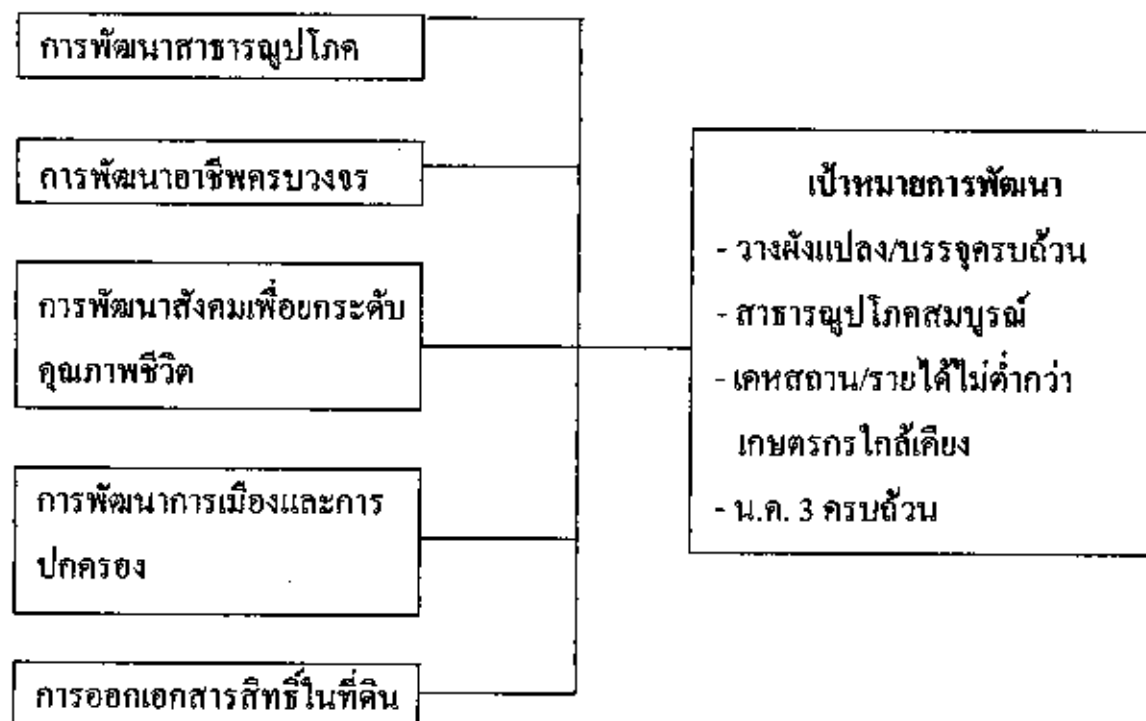 การพัฒนาสาธารณูปโภค
การพัฒนาอาชีพครบวงจร
การพัฒนาสังคมเพื่อยกระดับ
คุณภาพชีวิต
การพัฒนาการเมืองและการ
ปกครอง
การออกเอกสารสิทธิ์ในที่ดิน
เป้าหมายการพัฒนา
- วางผังแปลง/บรรจุครบถ้วน
- สาธารณูปโภคสมบูรณ์
- เคหสถาน/รายได้ไม่ต่ำกว่า
เกษตรกรใกล้เคียง
- น.ค. 3 ครบถ้วน